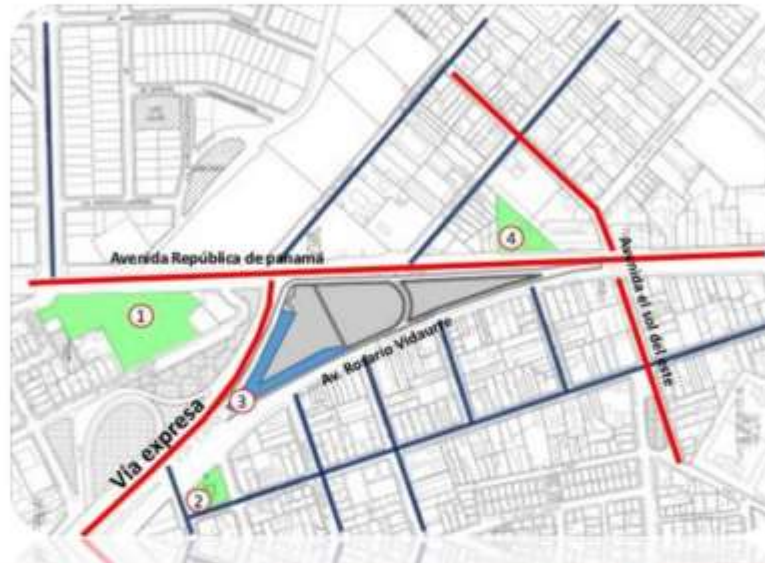 Avenida República de panamá
4
Avenida el sol del este
1
Av. Rosario Vidaurre
3
Vía expresa
2